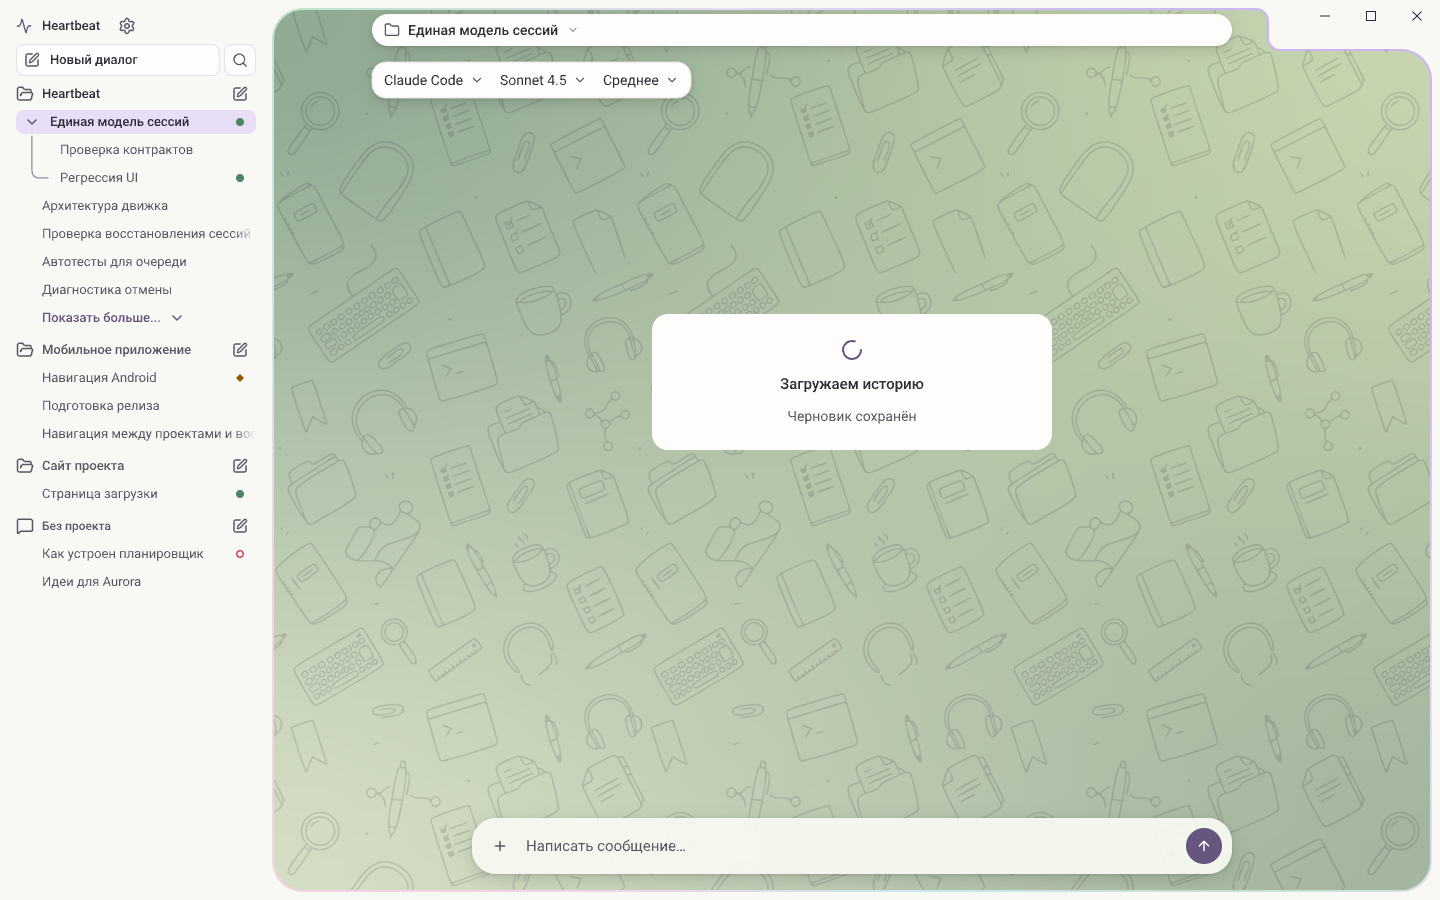 Heartbeat
Новый диалог
Heartbeat
Единая модель сессий
Проверка контрактов
Регрессия UI
Архитектура движка
Проверка восстановления сессий
Автотесты для очереди
Диагностика отмены
Показать больше...
Мобильное приложение
Навигация Android
Подготовка релиза
Навигация между проектами и вос
Сайт проекта
Страница загрузки
Без проекта
Как устроен планировщик
Идеи для Aurora
Единая модель сессий
Claude Code Sonnet 4.5 Среднее
Загружаем историю
Черновик сохранён
Написать сообщение...